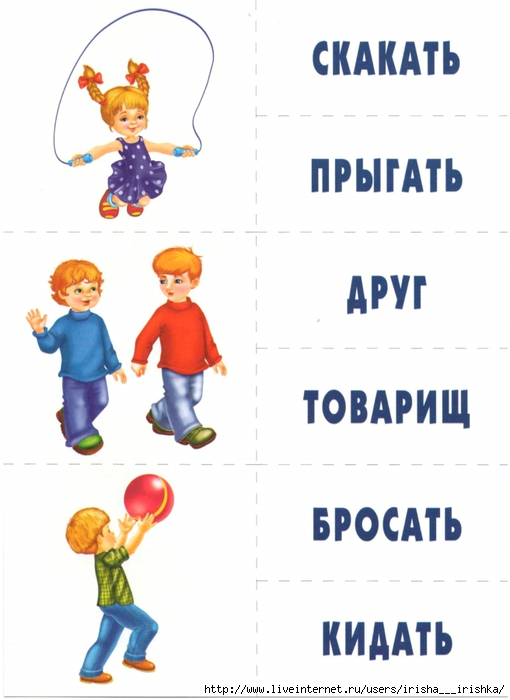 СКАКАТЬ
ПРЫГАТЬ
ДРУГ
ТОВАРИЩ
БРОСАТЬ
КИДАТЬ
http://www.liveinternet.ru/users/irisha___irishka/